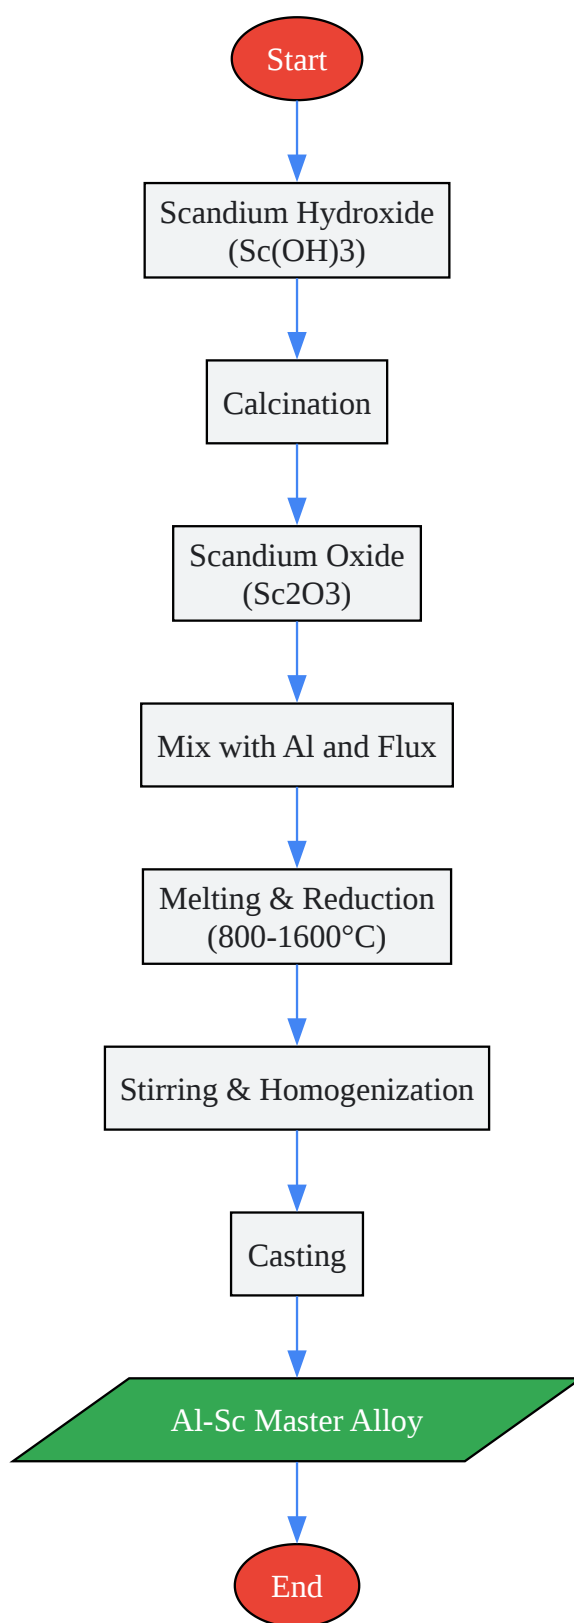 Start
Scandium Hydroxide
(Sc(OH)3)
Calcination
Scandium Oxide
(Sc2O3)
Mix with Al and Flux
Melting & Reduction
(800-1600°C)
Stirring & Homogenization
Casting
Al-Sc Master Alloy
End